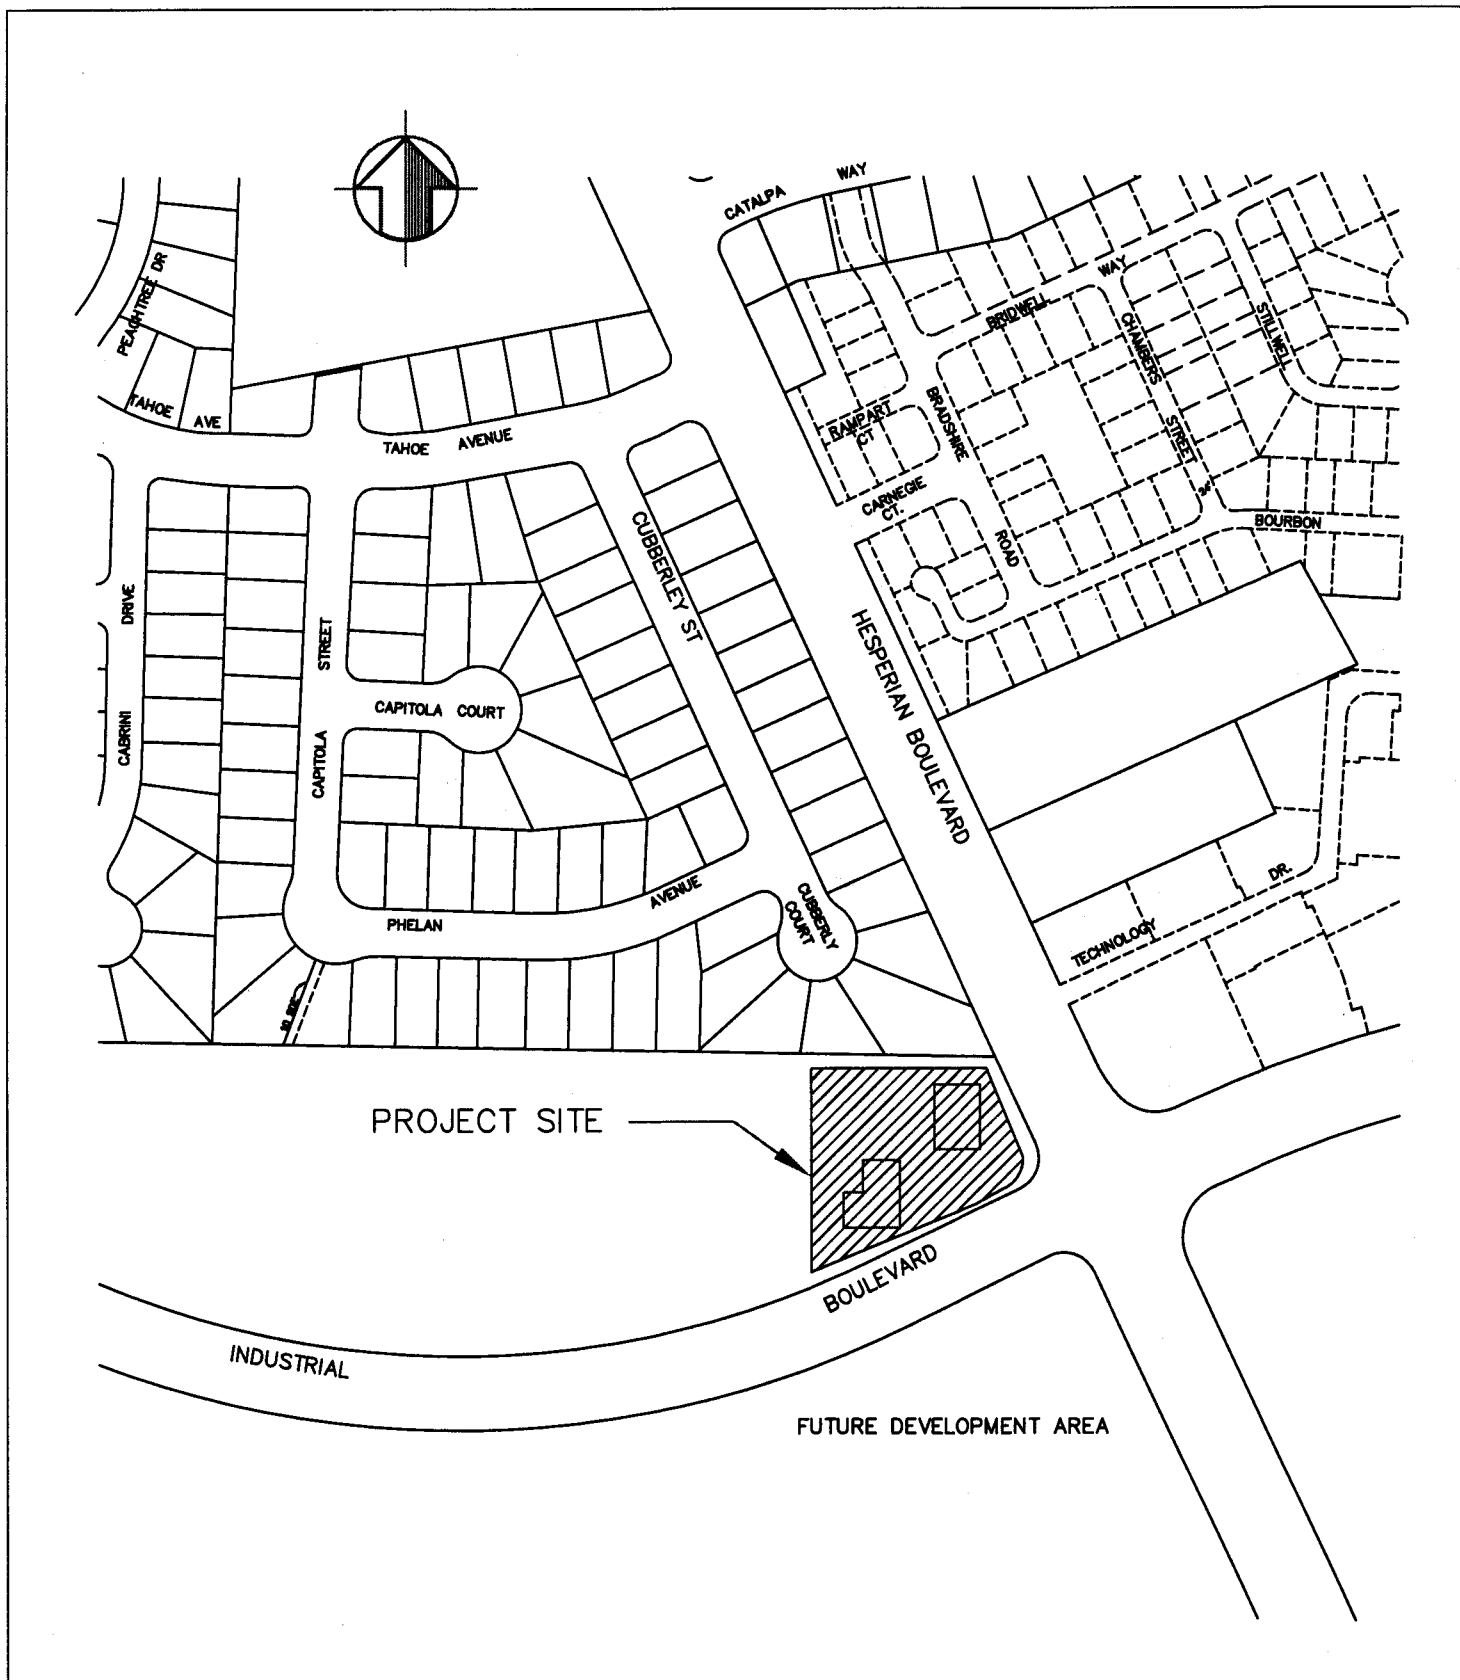 CATALPA WAY
PEACHTREE DR
BRIDWELL WAY
CHAMBERS STREET
STILLWELL
TAHOE AVE
TAHOE AVENUE
RAMPART
CT
BRADSHIRE ROAD
CARNEGIE
CT.
24'
BOURBON
CUBBERLEY ST
CABRINI DRIVE
CAPITOLA STREET
CAPITOLA COURT
HESPERIAN BOULEVARD
PHELAN AVENUE
CUBBERLY
COURT
TECHNOLOGY DR.
PROJECT SITE
INDUSTRIAL BOULEVARD
FUTURE DEVELOPMENT AREA